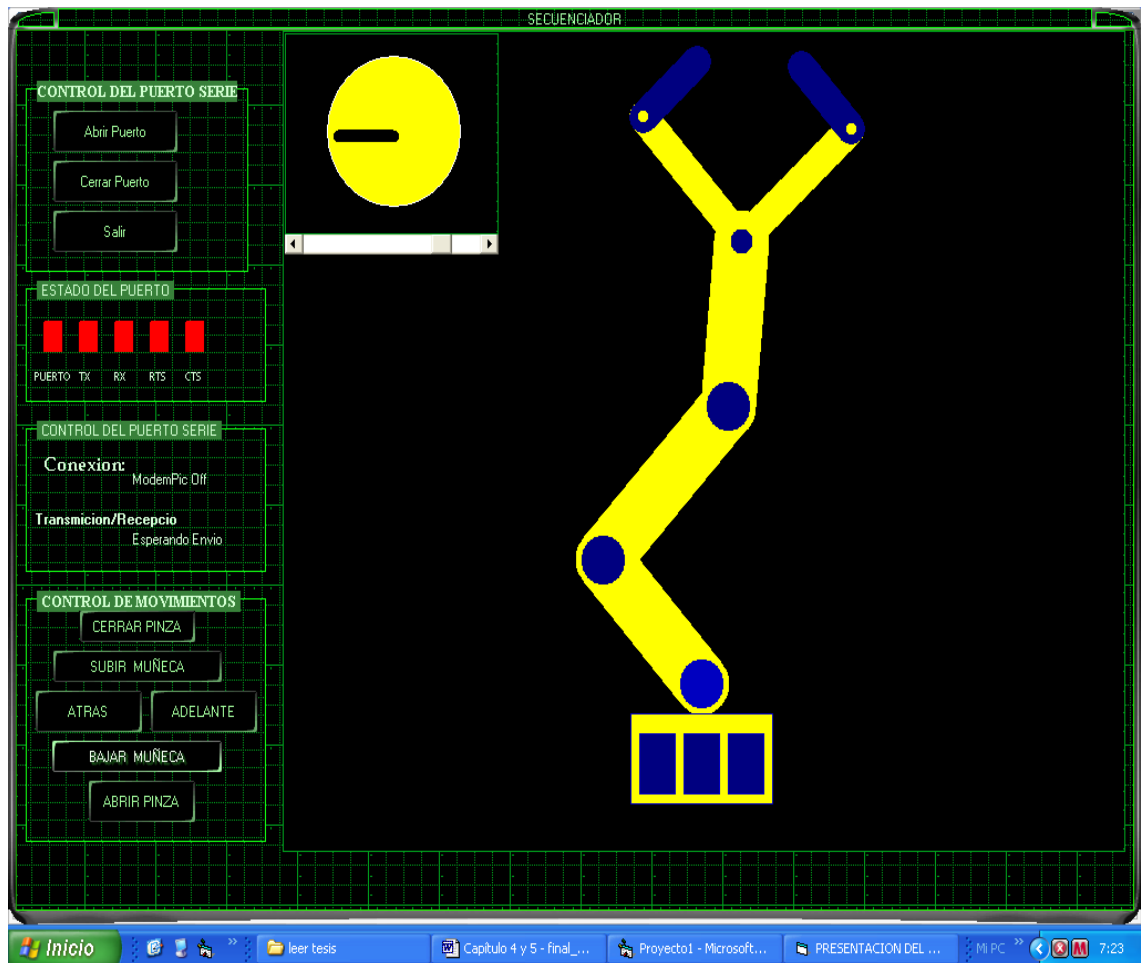 SECUENCIADOR
CONTROL DEL PUERTO SERIE
Abrir Puerto
Cerrar Puerto
Salir
ESTADO DEL PUERTO
PUERTO TX RX RTS CTS
CONTROL DEL PUERTO SERIE
Conexion:
ModemPic Off
Transmicion/Recepcio
Esperando Envio
CONTROL DE MOVIMIENTOS
CERRAR PINZA
SUBIR MUÑECA
ATRAS ADELANTE
BAJAR MUÑECA
ABRIR PINZA
Inicio » leer tesis Capítulo 4 y 5 - final_... Proyecto1 - Microsoft... PRESENTACION DEL ... Mi PC » 7:23